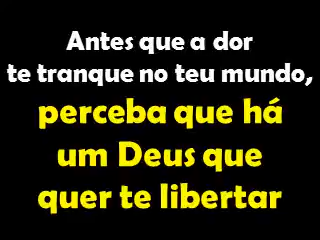 Antes que a dor
te tranque no teu mundo,
perceba que há
um Deus que
quer te libertar